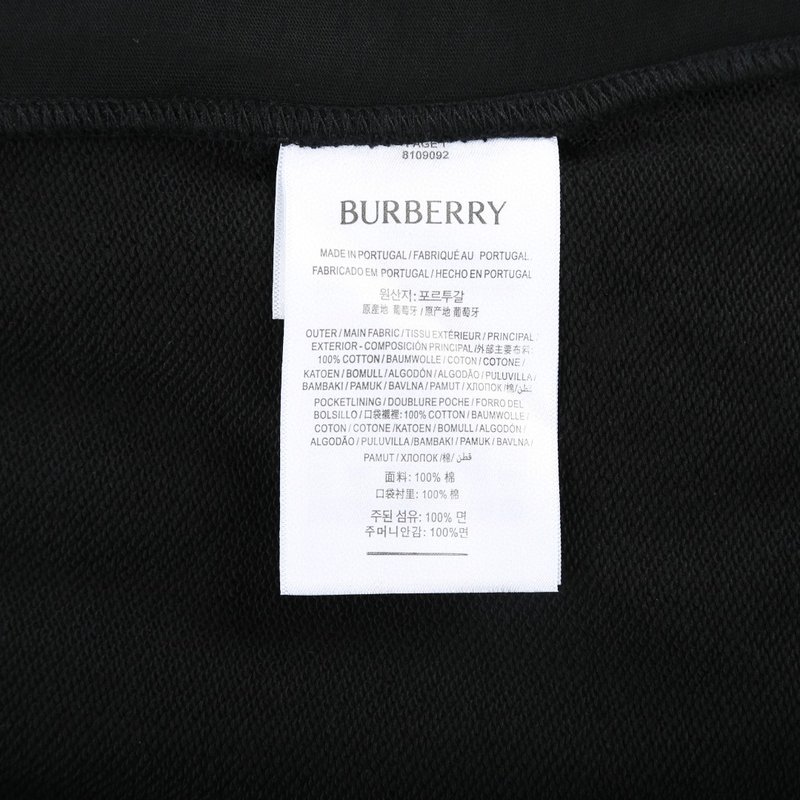 PAGE 1
8109092
BURBERRY
MADE IN PORTUGAL / FABRIQUÉ AU PORTUGAL
FABRICADO EM PORTUGAL / HECHO EN PORTUGAL
원산지: 포르투갈
原產地 葡萄牙 / 原产地 葡萄牙
OUTER / MAIN FABRIC / TISSU EXTÉRIEUR / PRINCIPAL
EXTERIOR - COMPOSICIÓN PRINCIPAL /外部主要布料:
100% COTTON / BAUMWOLLE / COTON / COTONE /
KATOEN / BOMULL / ALGODÓN / ALGODÃO / PULUVILLA/
BAMBAKI / PAMUK / BAVLNA / PAMUT / ХЛОПОК /棉/ قطن
POCKETLINING / DOUBLURE POCHE / FORRO DEL
BOLSILLO / 口袋襯裡: 100% COTTON / BAUMWOLLE /
COTON / COTONE /KATOEN / BOMULL / ALGODÓN /
ALGODÃO / PULUVILLA /BAMBAKI / PAMUK / BAVLNA /
PAMUT / ХЛОПОК /棉/ قطن
面料: 100% 棉
口袋衬里: 100% 棉
주된 섬유: 100% 면
주머니안감: 100%면